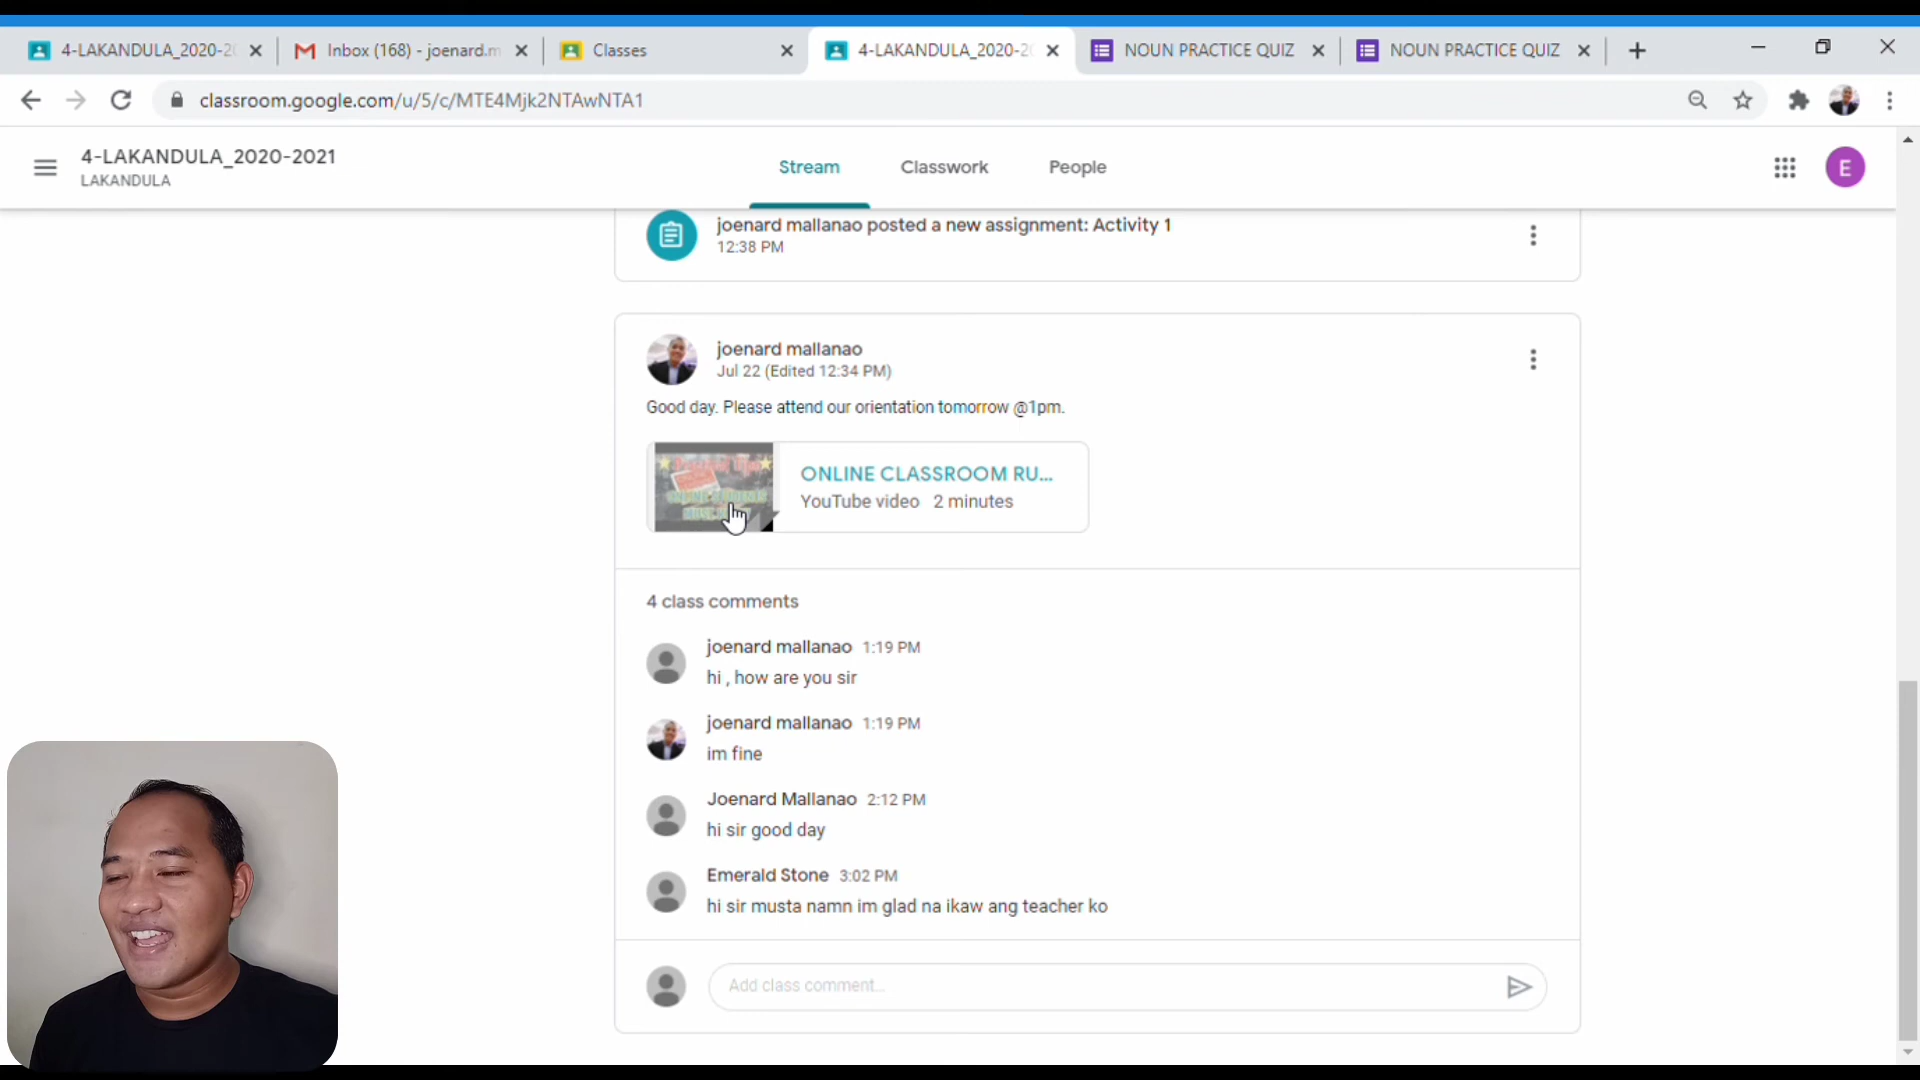 4-LAKANDULA_2020-2
Inbox (168) - joenard.m
Classes
4-LAKANDULA_2020-2
NOUN PRACTICE QUIZ
NOUN PRACTICE QUIZ
classroom.google.com/u/5/c/MTE4Mjk2NTAwNTA1
4-LAKANDULA_2020-2021
LAKANDULA
Stream
Classwork
People
E
joenard mallanao posted a new assignment: Activity 1
12:38 PM
joenard mallanao
Jul 22 (Edited 12:34 PM)
Good day. Please attend our orientation tomorrow @1pm.
ONLINE CLASSROOM RU...
YouTube video 2 minutes
4 class comments
joenard mallanao 1:19 PM
hi , how are you sir
joenard mallanao 1:19 PM
im fine
Joenard Mallanao 2:12 PM
hi sir good day
Emerald Stone 3:02 PM
hi sir musta namn im glad na ikaw ang teacher ko
Add class comment...